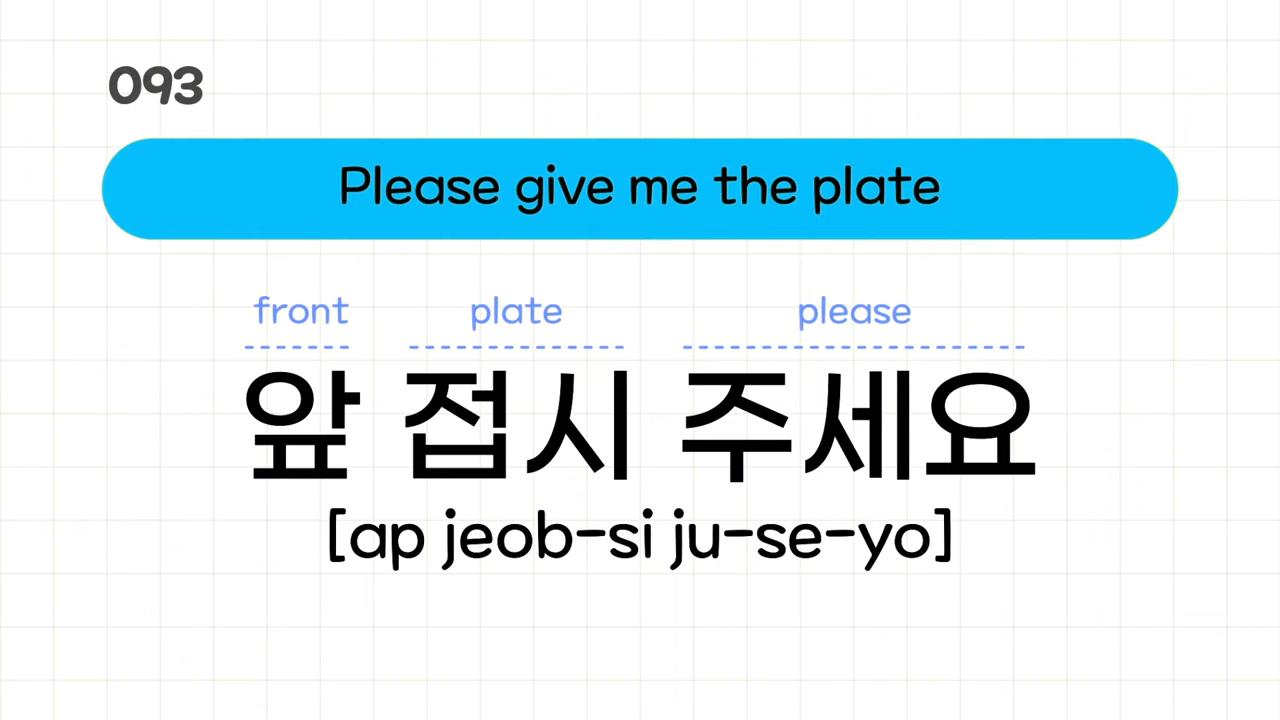 093
Please give me the plate
front plate please
앞 접시 주세요
[ap jeob-si ju-se-yo]